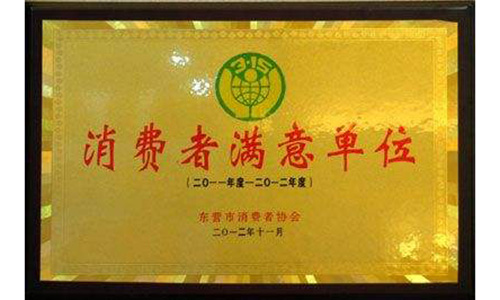 3·15
消费者满意单位
(二〇一一年度—二〇一二年度)
东营市消费者协会
二〇一二年十一月